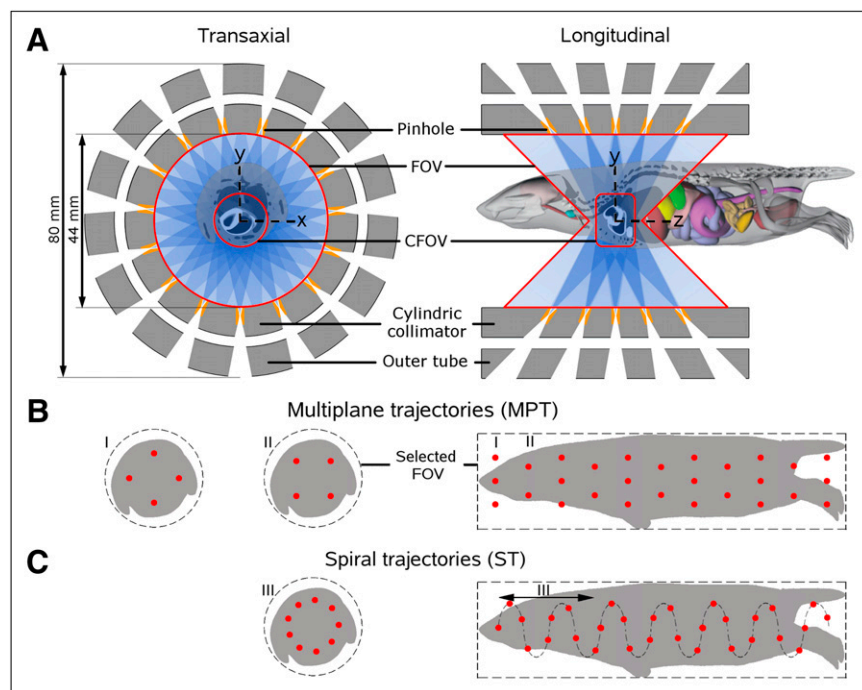 A
Transaxial
Longitudinal
Pinhole
FOV
CFOV
Cylindric
collimator
Outer tube
80 mm
44 mm
y
x
y
z
B
Multiplane trajectories (MPT)
I
II
Selected
FOV
I
II
C
Spiral trajectories (ST)
III
III